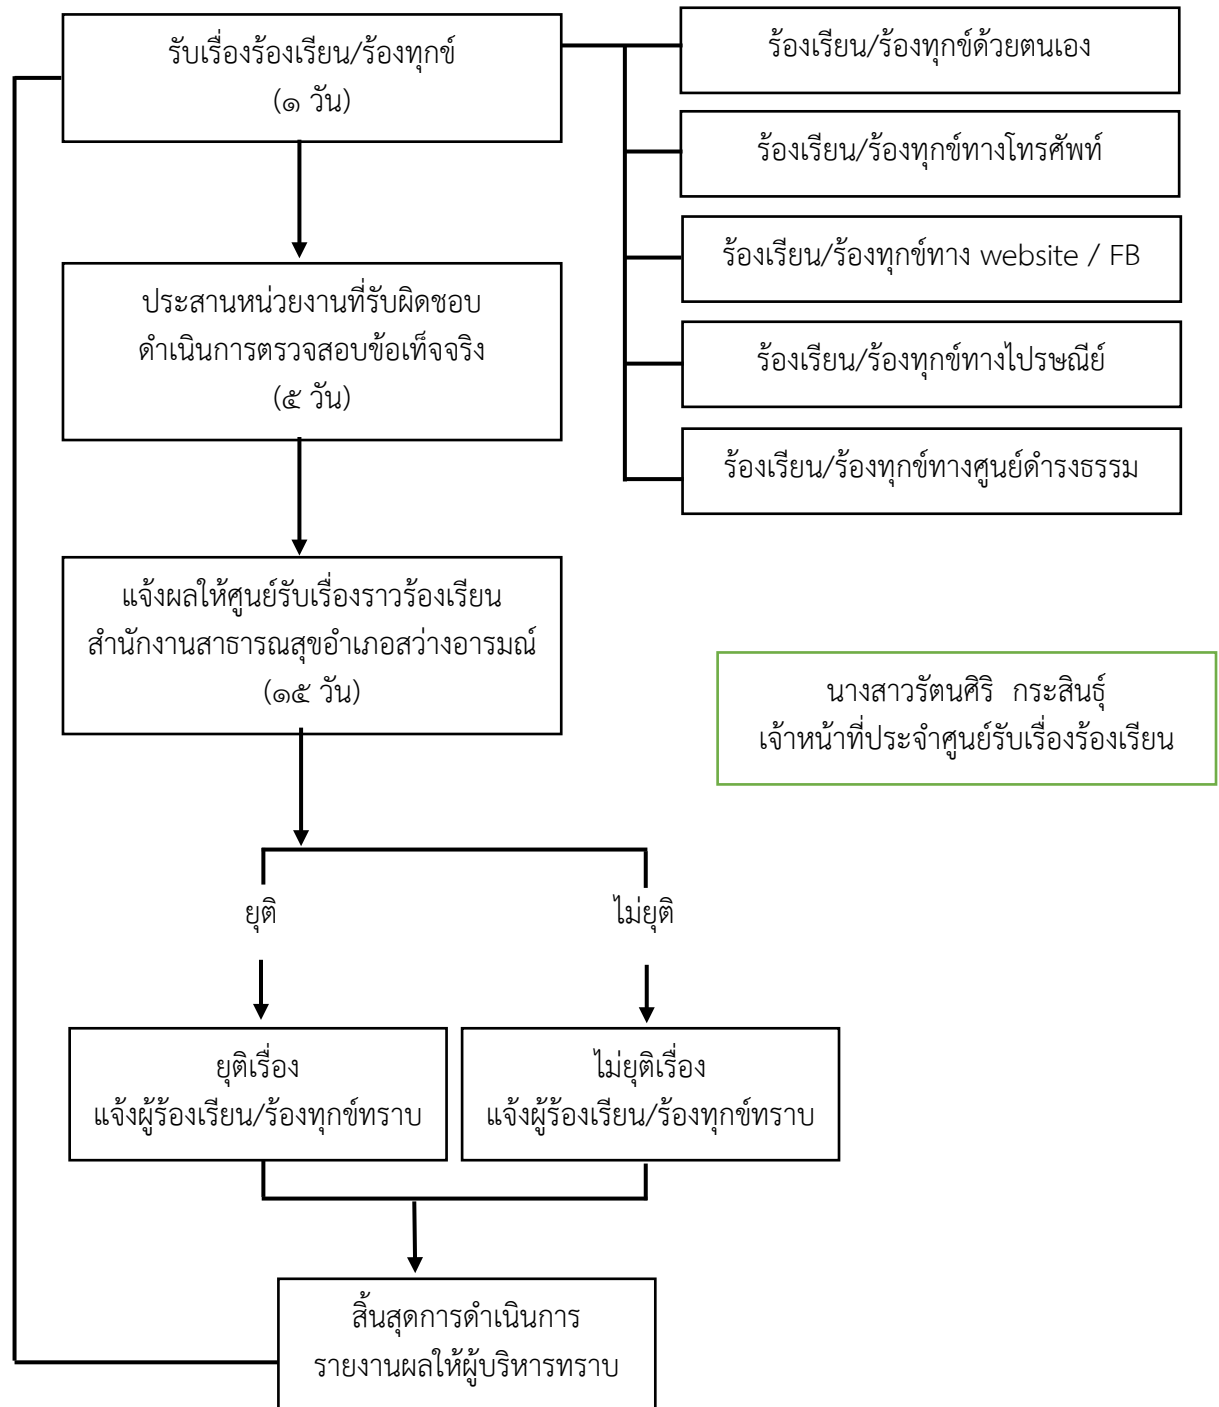 รับเรื่องร้องเรียน/ร้องทุกข์
(๑ วัน)
ร้องเรียน/ร้องทุกข์ด้วยตนเอง
ร้องเรียน/ร้องทุกข์ทางโทรศัพท์
ร้องเรียน/ร้องทุกข์ทาง website / FB
ร้องเรียน/ร้องทุกข์ทางไปรษณีย์
ร้องเรียน/ร้องทุกข์ทางศูนย์ดำรงธรรม
ประสานหน่วยงานที่รับผิดชอบ
ดำเนินการตรวจสอบข้อเท็จจริง
(๕ วัน)
แจ้งผลให้ศูนย์รับเรื่องราวร้องเรียน
สำนักงานสาธารณสุขอำเภอสว่างอารมณ์
(๑๕ วัน)
นางสาวรัตนศิริ กระสินธุ์
เจ้าหน้าที่ประจำศูนย์รับเรื่องร้องเรียน
ยุติ
ไม่ยุติ
ยุติเรื่อง
แจ้งผู้ร้องเรียน/ร้องทุกข์ทราบ
ไม่ยุติเรื่อง
แจ้งผู้ร้องเรียน/ร้องทุกข์ทราบ
สิ้นสุดการดำเนินการ
รายงานผลให้ผู้บริหารทราบ